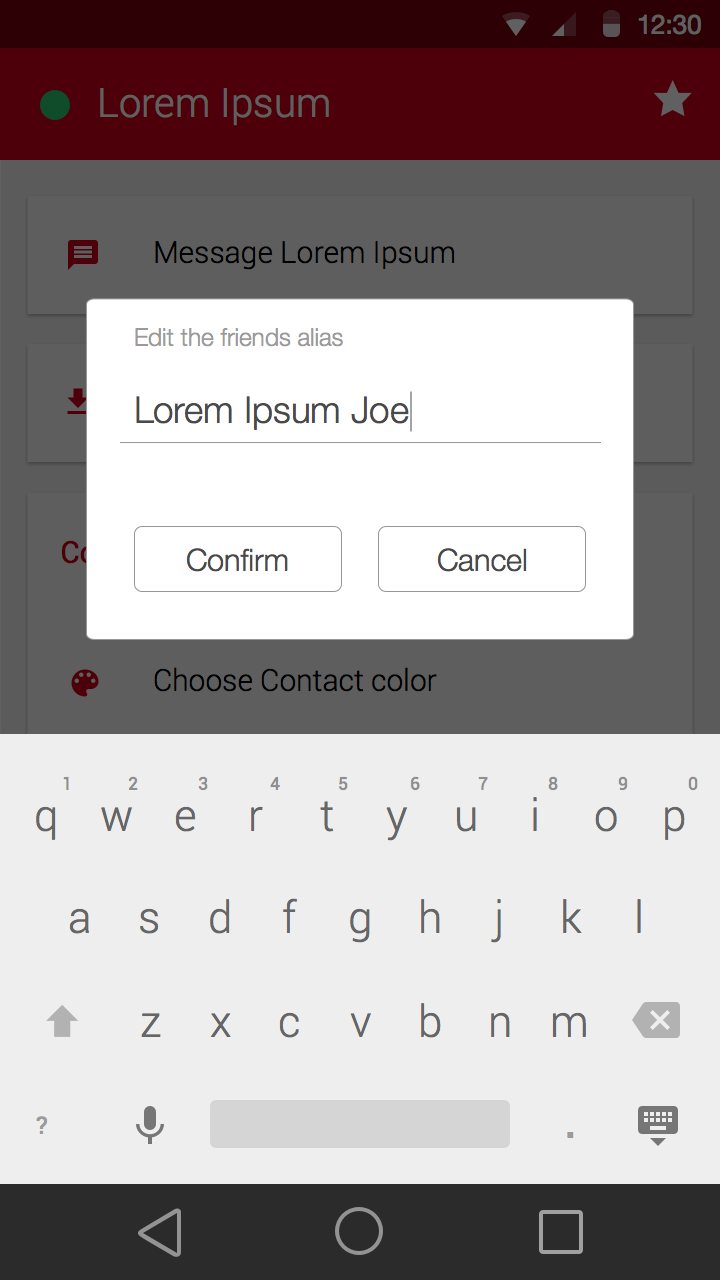 12:30
Lorem Ipsum
Message Lorem Ipsum
Edit the friends alias
Lorem Ipsum Joe
Co
Confirm Cancel
Choose Contact color
1 2 3 4 5 6 7 8 9 0
q w e r t y u i o p
a s d f g h j k l
z x c v b n m
? .